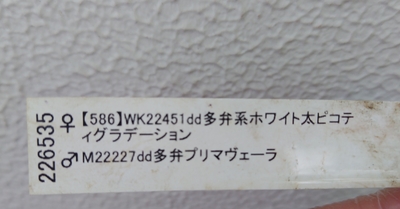 226535
♀【586】WK22451dd多弁系ホワイト太ピコテ
ィグラデーション
♂M22227dd多弁プリマヴェーラ